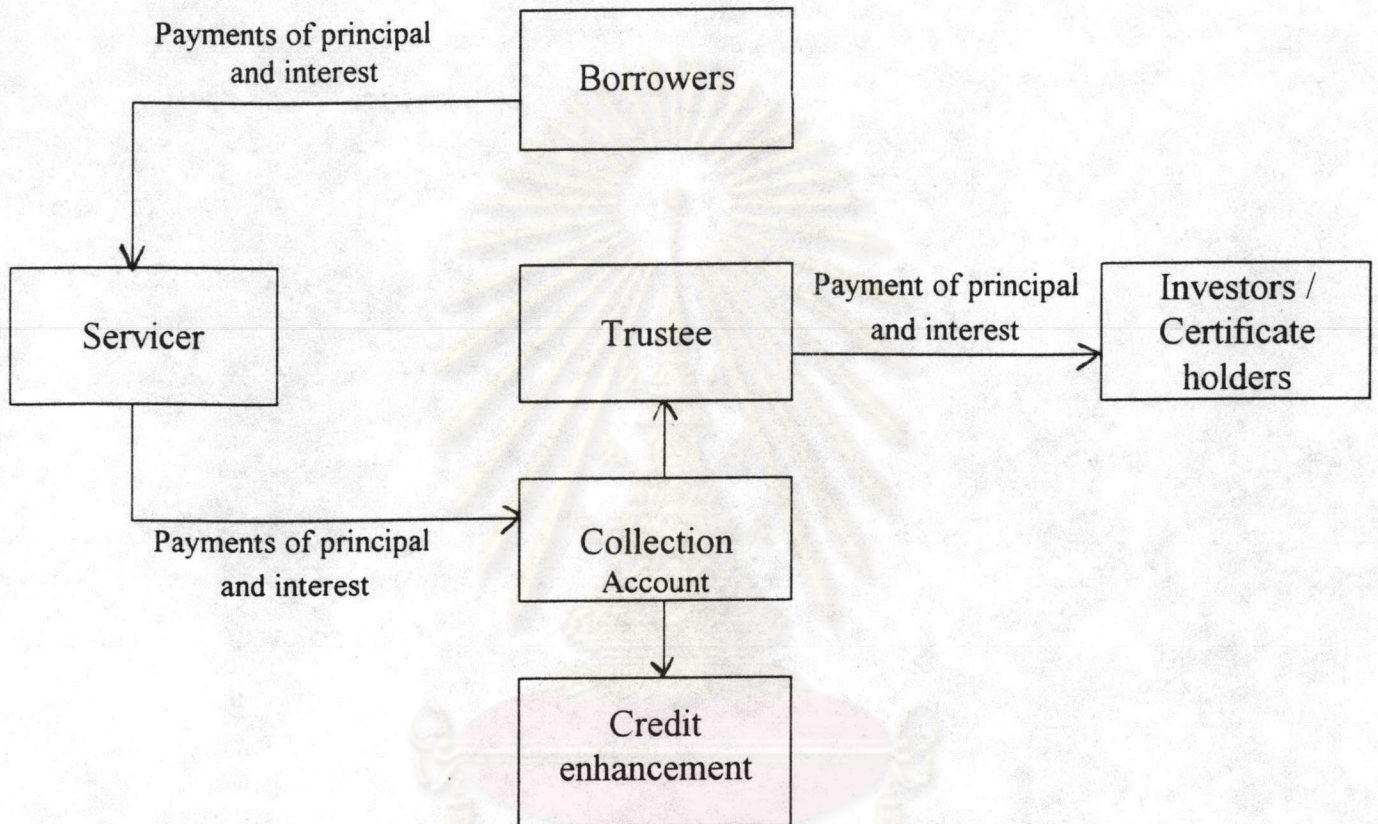 Payments of principal
and interest
Borrowers
Servicer
Trustee
Payment of principal
and interest
Investors /
Certificate
holders
Payments of principal
and interest
Collection
Account
Credit
enhancement